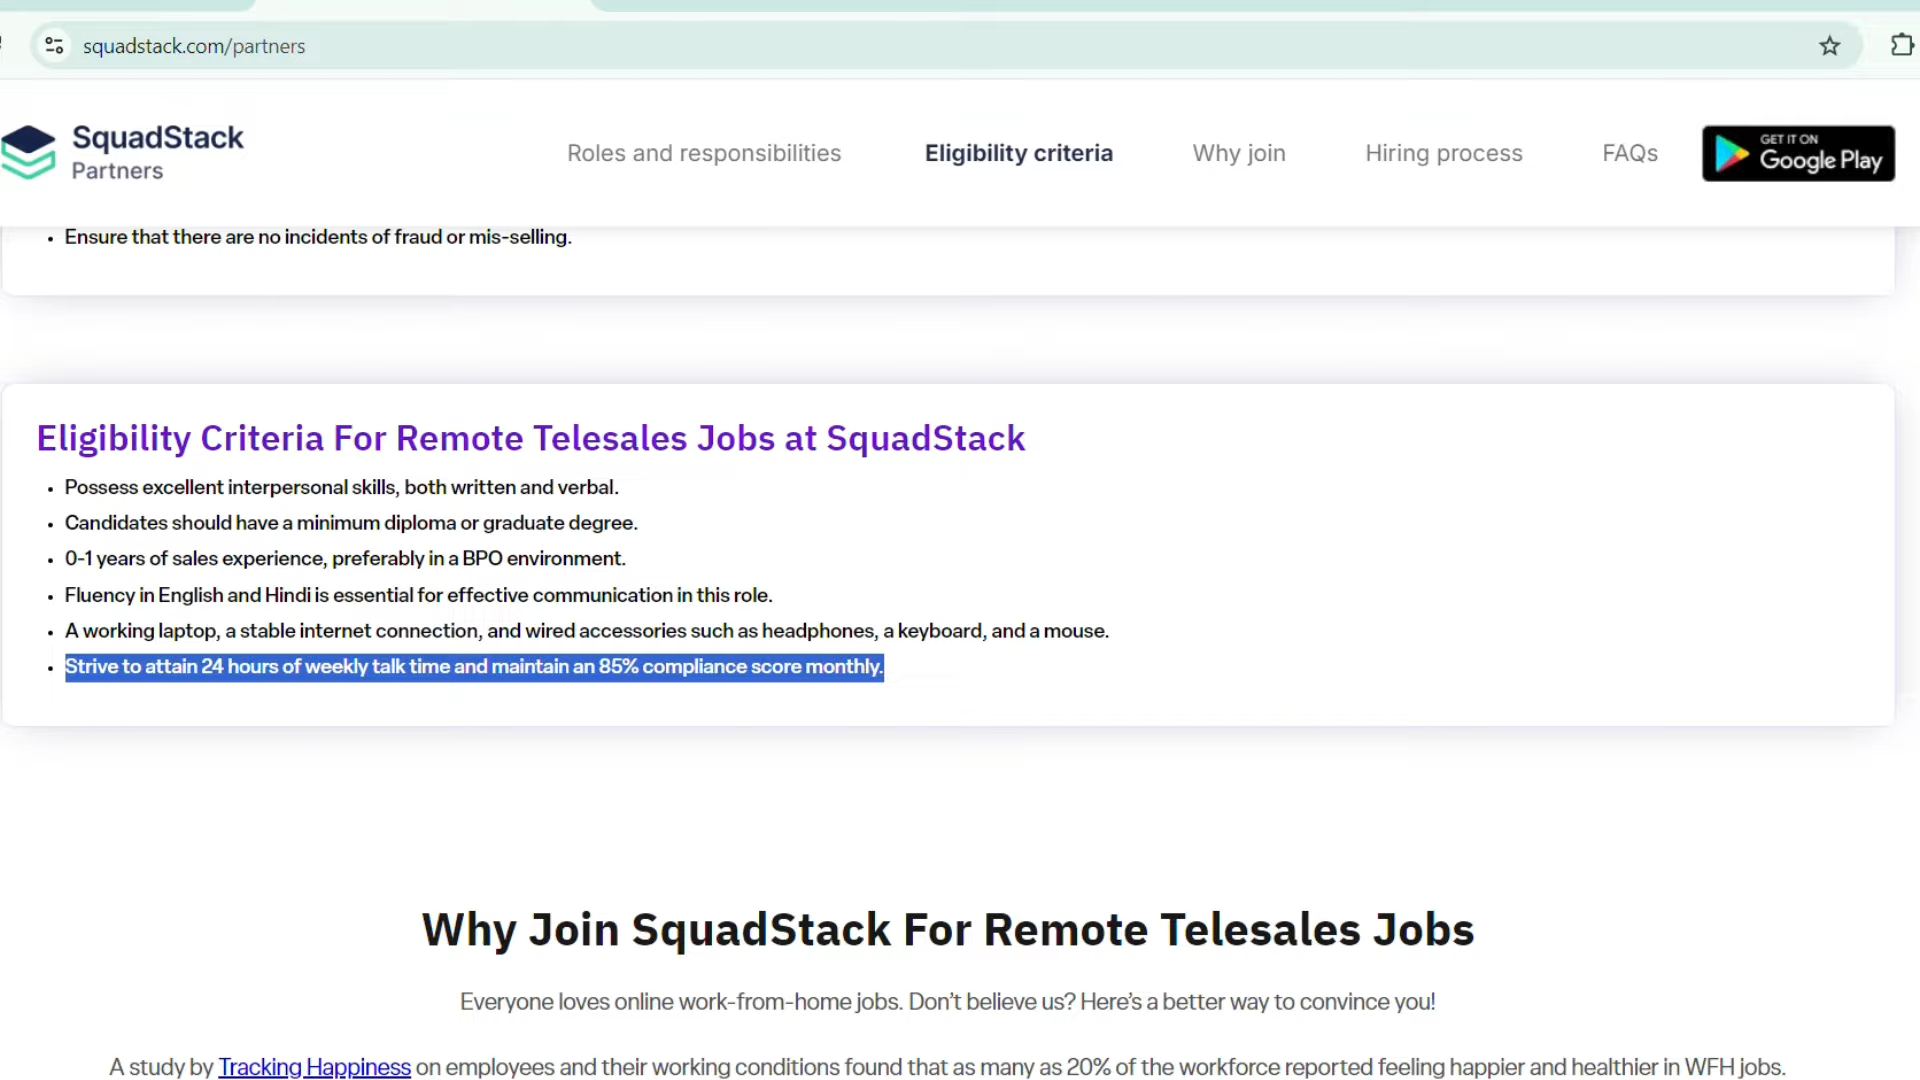 squadstack.com/partners
SquadStack
Partners
Roles and responsibilities
Eligibility criteria
Why join
Hiring process
FAQs
GET IT ON
Google Play
• Ensure that there are no incidents of fraud or mis-selling.
Eligibility Criteria For Remote Telesales Jobs at SquadStack
• Possess excellent interpersonal skills, both written and verbal.
• Candidates should have a minimum diploma or graduate degree.
• 0-1 years of sales experience, preferably in a BPO environment.
• Fluency in English and Hindi is essential for effective communication in this role.
• A working laptop, a stable internet connection, and wired accessories such as headphones, a keyboard, and a mouse.
• Strive to attain 24 hours of weekly talk time and maintain an 85% compliance score monthly.
Why Join SquadStack For Remote Telesales Jobs
Everyone loves online work-from-home jobs. Don’t believe us? Here’s a better way to convince you!
A study by Tracking Happiness on employees and their working conditions found that as many as 20% of the workforce reported feeling happier and healthier in WFH jobs.